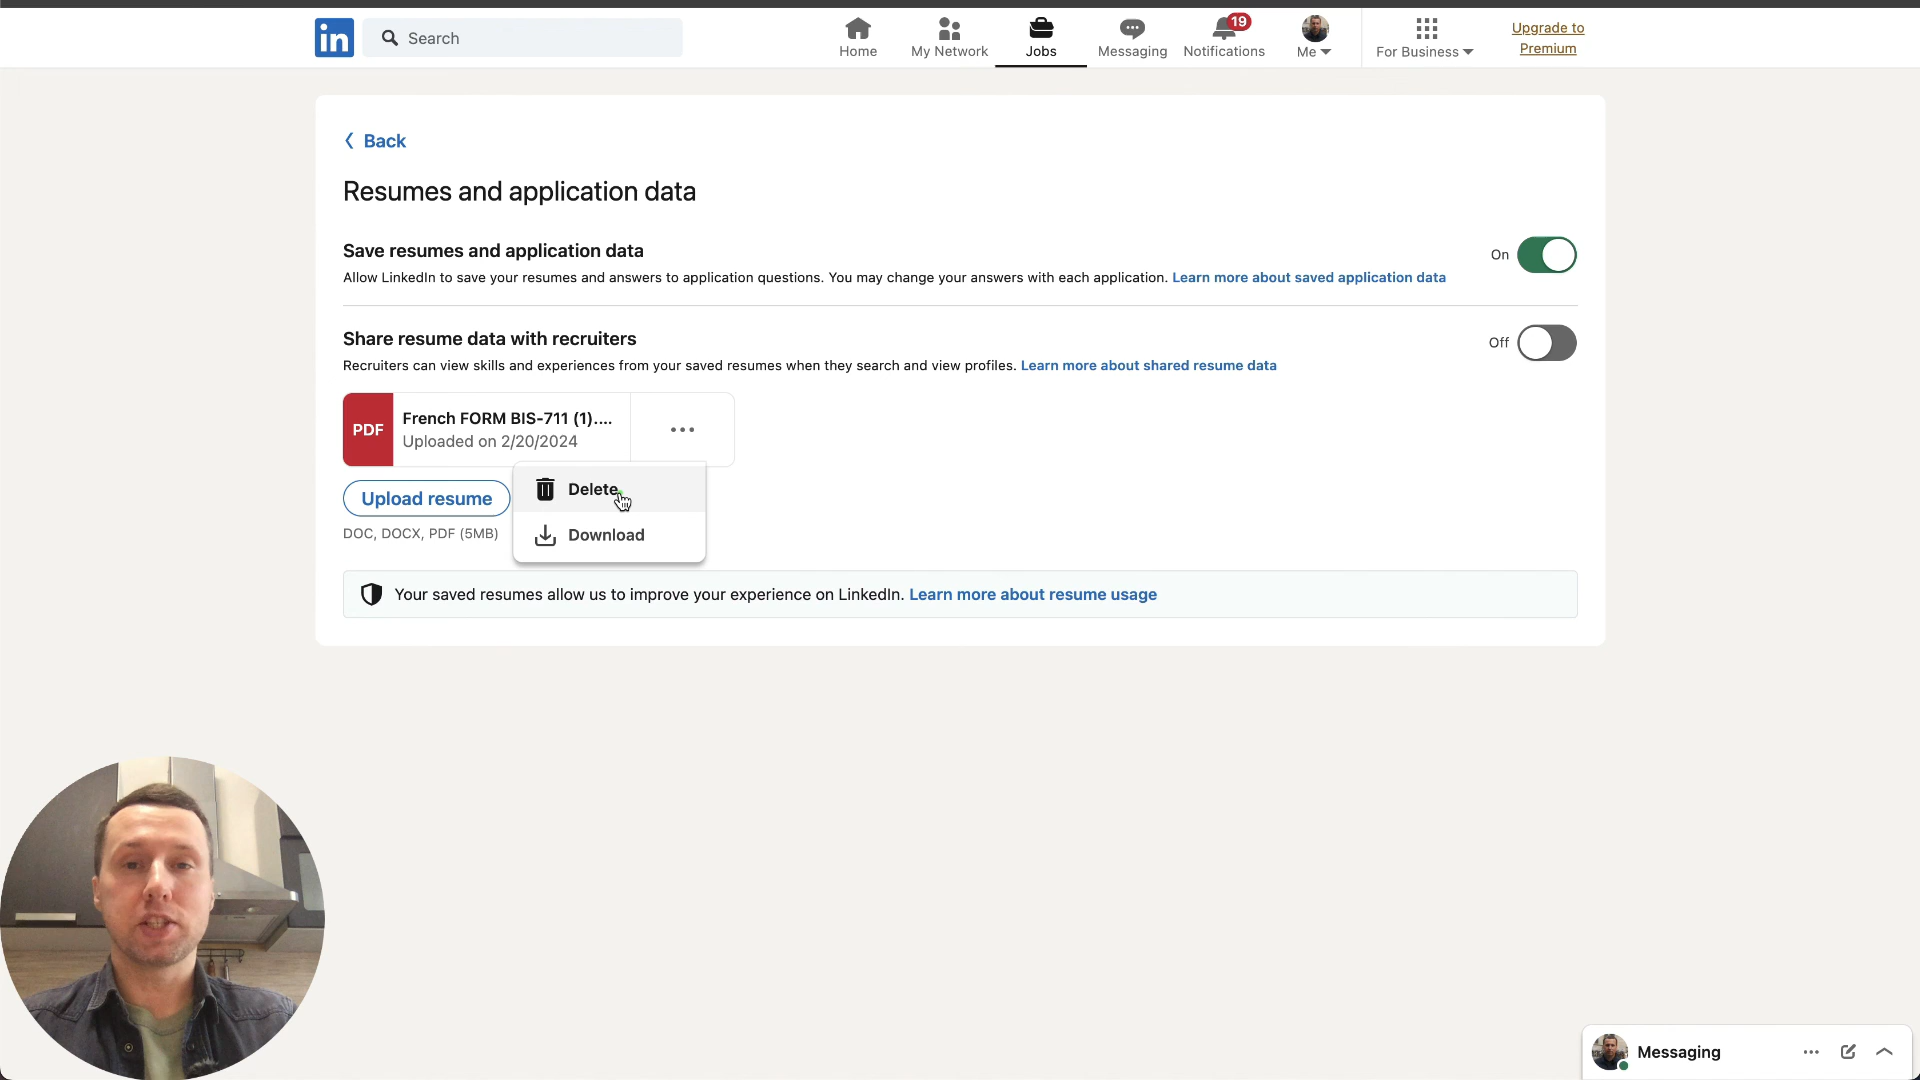 in
Search
Home
My Network
Jobs
Messaging
19
Notifications
Me
For Business
Upgrade to
Premium
Back
Resumes and application data
Save resumes and application data
On
Allow LinkedIn to save your resumes and answers to application questions. You may change your answers with each application. Learn more about saved application data
Share resume data with recruiters
Off
Recruiters can view skills and experiences from your saved resumes when they search and view profiles. Learn more about shared resume data
PDF
French FORM BIS-711 (1)....
Uploaded on 2/20/2024
Upload resume
Delete
DOC, DOCX, PDF (5MB)
Download
Your saved resumes allow us to improve your experience on LinkedIn. Learn more about resume usage
Messaging